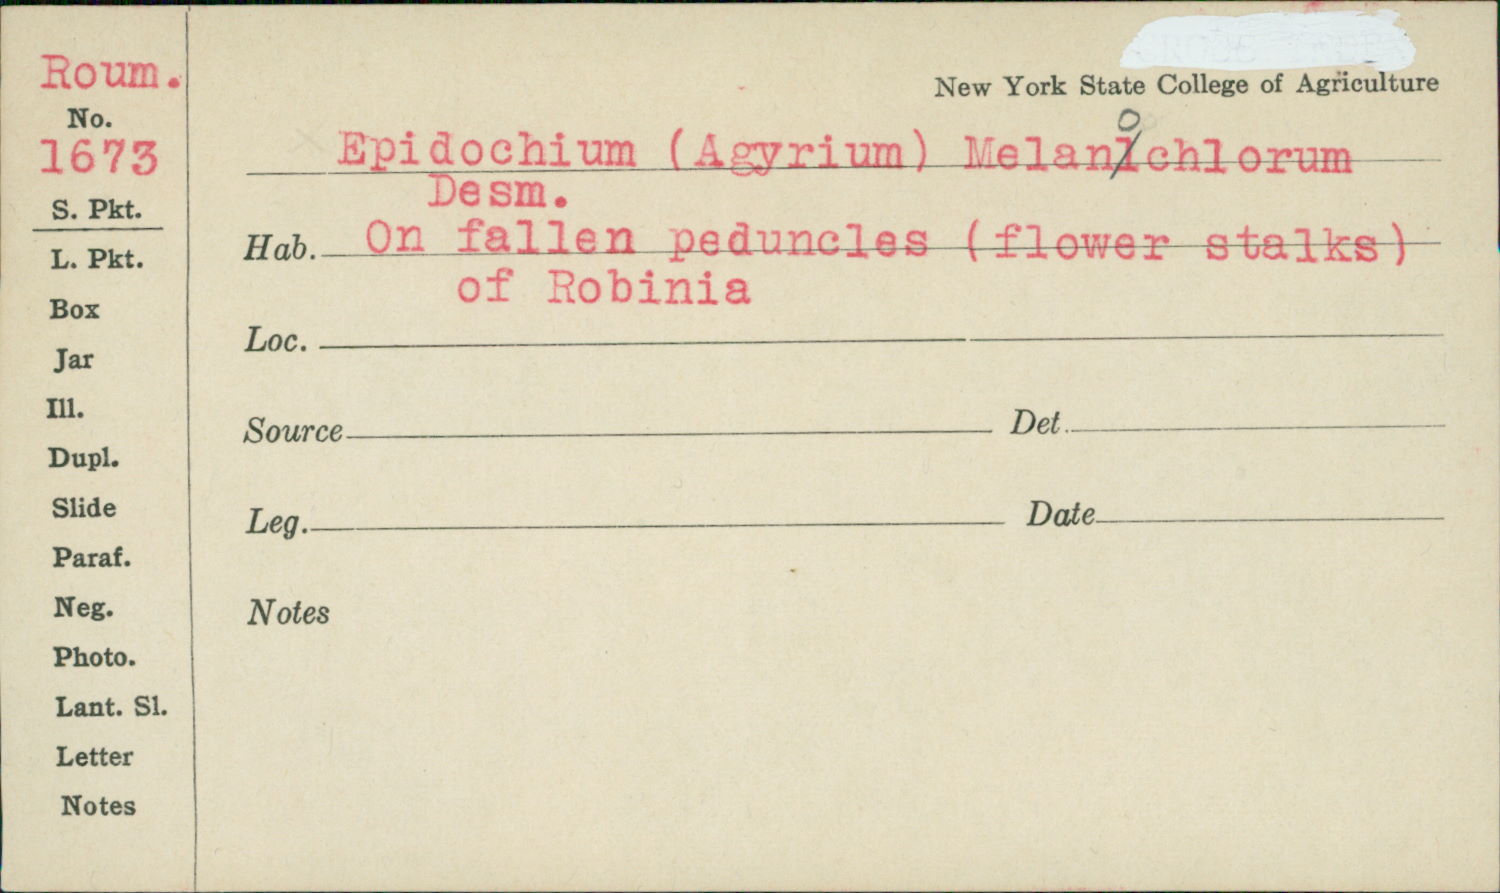 Roum.
No.
1673
S. Pkt.
L. Pkt.
Box
Jar
Ill.
Dupl.
Slide
Paraf.
Neg.
Photo.
Lant. Sl.
Letter
Notes
New York State College of Agriculture
Epidochium (Agyrium) Melanochlorum
Desm.
Hab. On fallen peduncles (flower stalks)
of Robinia
Loc.
Source Det.
Leg. Date
Notes